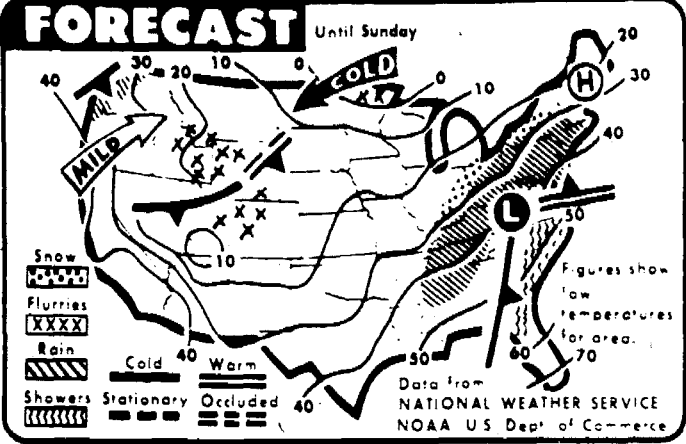 FORECAST
Until Sunday
30
20
10
0
COLD
0
10
20
H
30
40
40
MILD
L
50
10
Snow
Flurries
XXXX
Rain
Showers
40
Cold
Warm
Stationary
Occluded
40
50
60
70
Figures show
low
temperatures
for area.
Data from
NATIONAL WEATHER SERVICE
NOAA U S Dept of Commerce